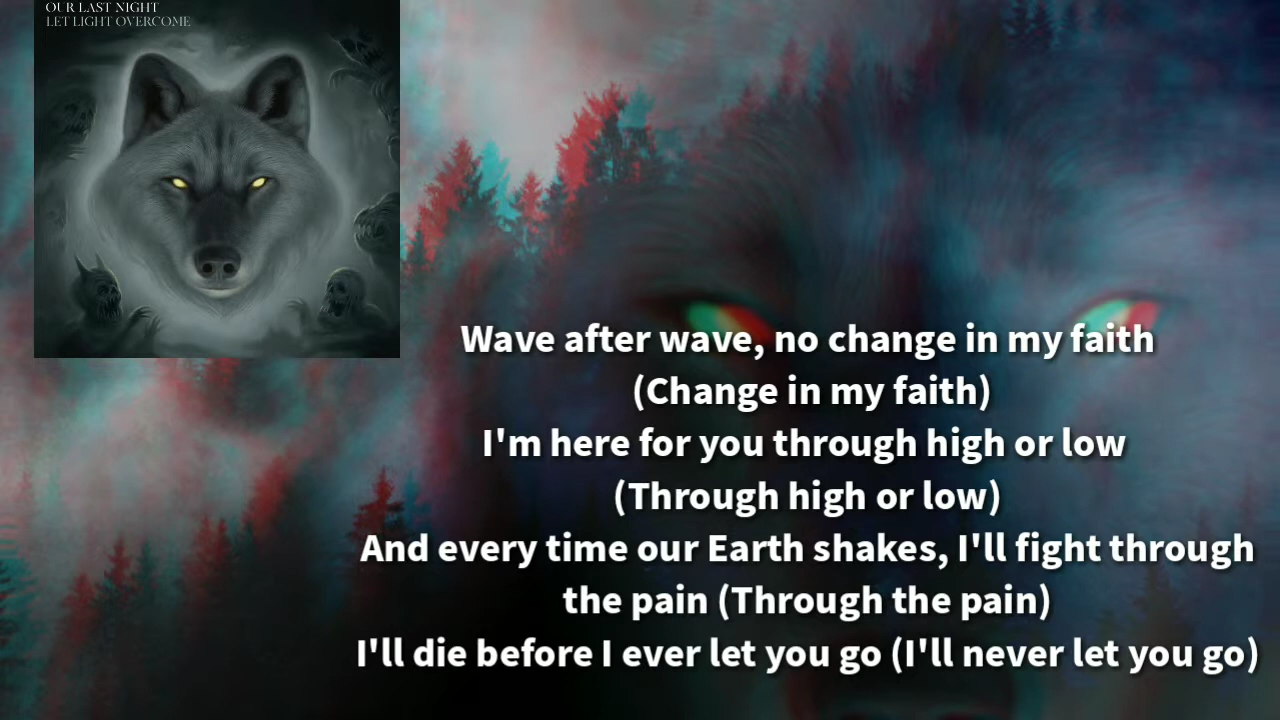 OUR LAST NIGHT
LET LIGHT OVERCOME
Wave after wave, no change in my faith
(Change in my faith)
I'm here for you through high or low
(Through high or low)
And every time our Earth shakes, I'll fight through
the pain (Through the pain)
I'll die before I ever let you go (I'll never let you go)